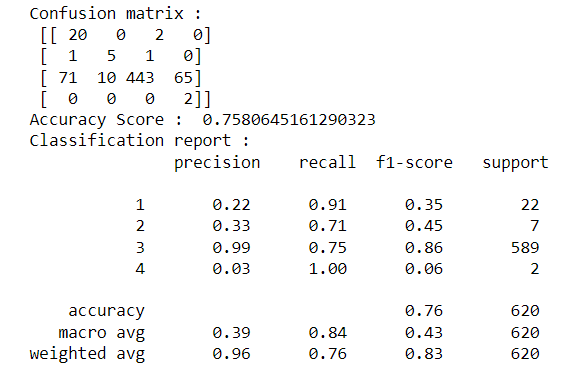 Confusion matrix :
[[ 20 0 2 0]
[ 1 5 1 0]
[ 71 10 443 65]
[ 0 0 0 2]]
Accuracy Score : 0.7580645161290323
Classification report :
precision recall f1-score support
1 0.22 0.91 0.35 22
2 0.33 0.71 0.45 7
3 0.99 0.75 0.86 589
4 0.03 1.00 0.06 2
accuracy 0.76 620
macro avg 0.39 0.84 0.43 620
weighted avg 0.96 0.76 0.83 620